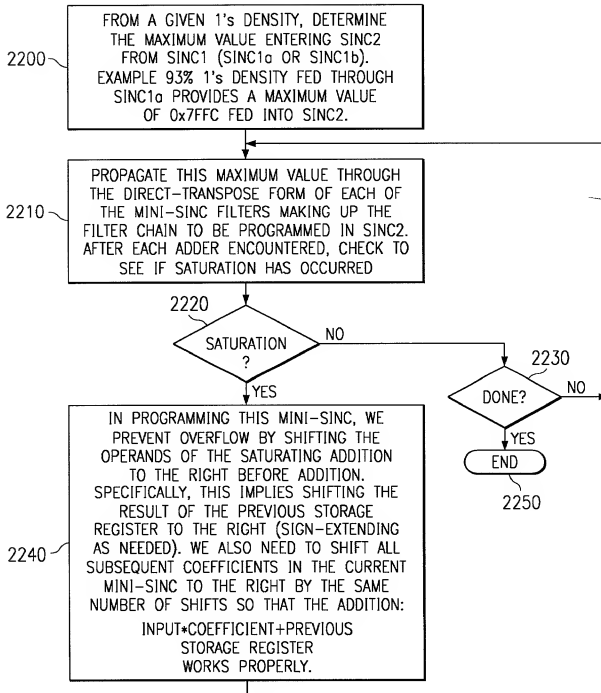 FROM A GIVEN 1's DENSITY, DETERMINE
THE MAXIMUM VALUE ENTERING SINC2
FROM SINC1 (SINC1a OR SINC1b).
EXAMPLE 93% 1's DENSITY FED THROUGH
SINC1a PROVIDES A MAXIMUM VALUE
OF 0x7FFC FED INTO SINC2.
2200
PROPAGATE THIS MAXIMUM VALUE THROUGH
THE DIRECT-TRANSPOSE FORM OF EACH OF
THE MINI-SINC FILTERS MAKING UP THE
FILTER CHAIN TO BE PROGRAMMED IN SINC2.
AFTER EACH ADDER ENCOUNTERED, CHECK TO
SEE IF SATURATION HAS OCCURRED
2210
2220
SATURATION
?
NO
YES
2230
DONE?
NO
YES
END
2250
IN PROGRAMMING THIS MINI-SINC, WE
PREVENT OVERFLOW BY SHIFTING THE
OPERANDS OF THE SATURATING ADDITION
TO THE RIGHT BEFORE ADDITION.
SPECIFICALLY, THIS IMPLIES SHIFTING THE
RESULT OF THE PREVIOUS STORAGE
REGISTER TO THE RIGHT (SIGN-EXTENDING
AS NEEDED). WE ALSO NEED TO SHIFT ALL
SUBSEQUENT COEFFICIENTS IN THE CURRENT
MINI-SINC TO THE RIGHT BY THE SAME
NUMBER OF SHIFTS SO THAT THE ADDITION:
INPUT*COEFFICIENT+PREVIOUS
STORAGE REGISTER
WORKS PROPERLY.
2240